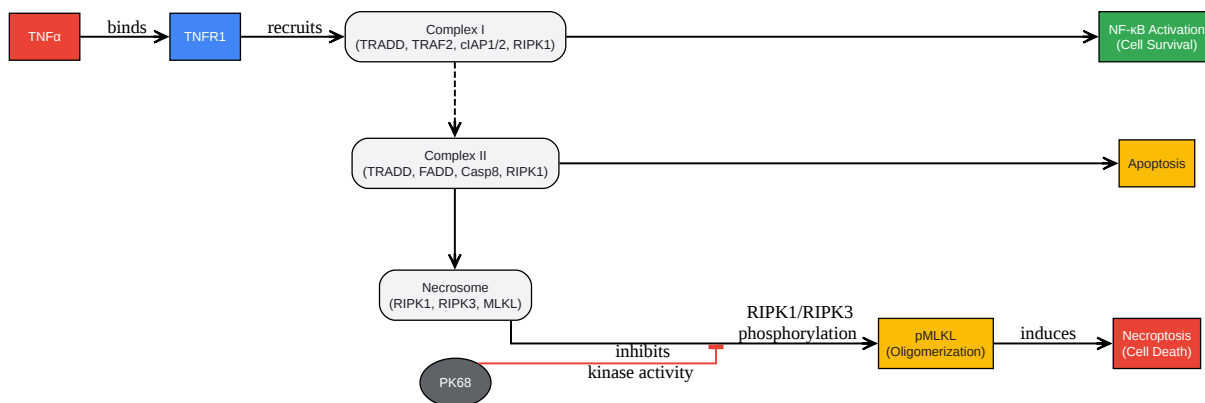 TNFα
binds
TNFR1
recruits
Complex I
(TRADD, TRAF2, cIAP1/2, RIPK1)
NF-κB Activation
(Cell Survival)
Complex II
(TRADD, FADD, Casp8, RIPK1)
Apoptosis
Necrosome
(RIPK1, RIPK3, MLKL)
RIPK1/RIPK3
phosphorylation
pMLKL
(Oligomerization)
induces
Necroptosis
(Cell Death)
inhibits
kinase activity
PK68